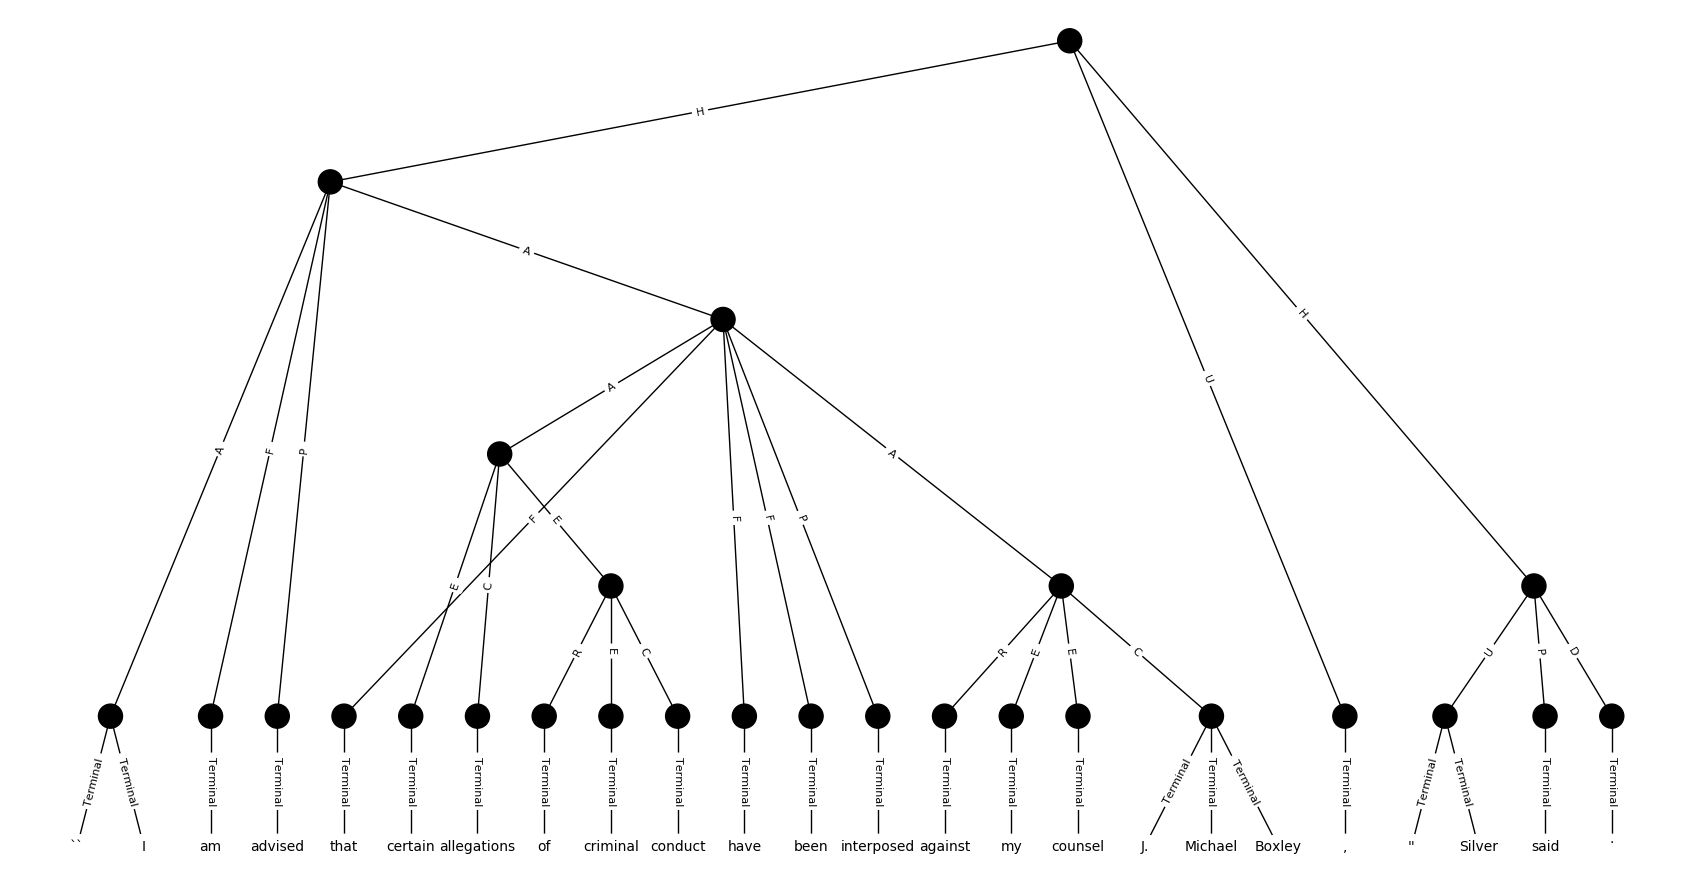 H
A
H
U
A
A
A F P
F E
F F P
E C
R E C
R E E C
U P D
Terminal Terminal Terminal Terminal Terminal Terminal Terminal Terminal Terminal Terminal Terminal Terminal Terminal Terminal Terminal Terminal Terminal Terminal Terminal Terminal Terminal Terminal Terminal Terminal
`` I am advised that certain allegations of criminal conduct have been interposed against my counsel J. Michael Boxley , " Silver said .